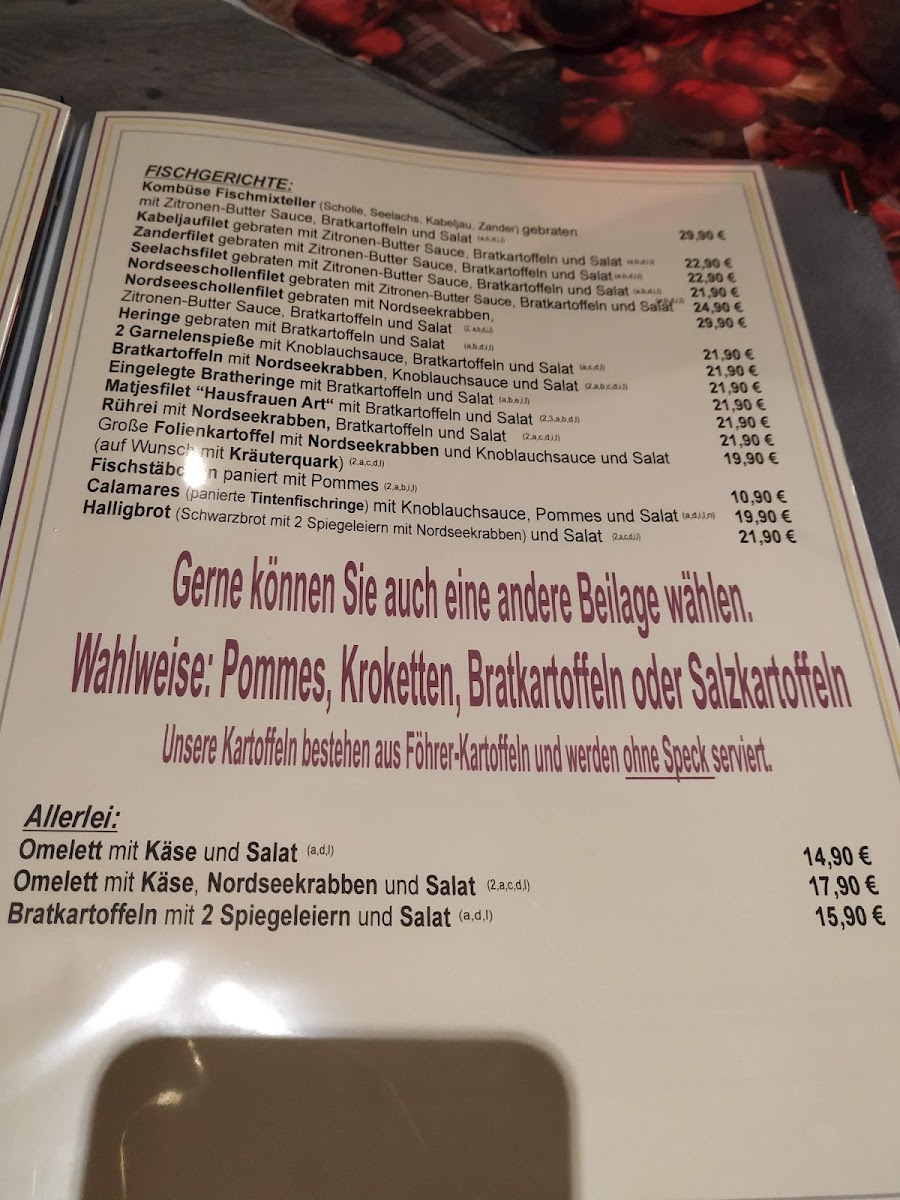 FISCHGERICHTE:
Kombüse Fischmixteller (Scholle, Seelachs, Kabeljau, Zander) gebraten
mit Zitronen-Butter Sauce, Bratkartoffeln und Salat 29,90 €
Kabeljaufilet gebraten mit Zitronen-Butter Sauce, Bratkartoffeln und Salat 22,90 €
Zanderfilet gebraten mit Zitronen-Butter Sauce, Bratkartoffeln und Salat 22,90 €
Seelachsfilet gebraten mit Zitronen-Butter Sauce, Bratkartoffeln und Salat 21,90 €
Nordseeschollenfilet gebraten mit Zitronen-Butter Sauce, Bratkartoffeln und Salat 24,90 €
Nordseeschollenfilet gebraten mit Nordseekrabben, 29,90 €
Zitronen-Butter Sauce, Bratkartoffeln und Salat
Heringe gebraten mit Bratkartoffeln und Salat (a,b,d,i,l) 21,90 €
2 Garnelenspieße mit Knoblauchsauce, Bratkartoffeln und Salat 21,90 €
Bratkartoffeln mit Nordseekrabben, Knoblauchsauce und Salat (2,a,b,c,d,i,l) 21,90 €
Eingelegte Bratheringe mit Bratkartoffeln und Salat (a,b,e,i,l) 21,90 €
Matjesfilet “Hausfrauen Art“ mit Bratkartoffeln und Salat (2,3,a,b,d,l) 21,90 €
Rührei mit Nordseekrabben, Bratkartoffeln und Salat (2,a,c,d,i,l) 21,90 €
Große Folienkartoffel mit Nordseekrabben und Knoblauchsauce und Salat 19,90 €
(auf Wunsch mit Kräuterquark) (2,a,c,d,l)
Fischstäbchen paniert mit Pommes (2,a,b,i,l) 10,90 €
Calamares (panierte Tintenfischringe) mit Knoblauchsauce, Pommes und Salat (a,d,i,l,n) 19,90 €
Halligbrot (Schwarzbrot mit 2 Spiegeleiern mit Nordseekrabben) und Salat (2,a,c,d,i,l) 21,90 €
Gerne können Sie auch eine andere Beilage wählen.
Wahlweise: Pommes, Kroketten, Bratkartoffeln oder Salzkartoffeln
Unsere Kartoffeln bestehen aus Föhrer-Kartoffeln und werden ohne Speck serviert.
Allerlei:
Omelett mit Käse und Salat (a,d,l) 14,90 €
Omelett mit Käse, Nordseekrabben und Salat (2,a,c,d,l) 17,90 €
Bratkartoffeln mit 2 Spiegeleiern und Salat (a,d,l) 15,90 €